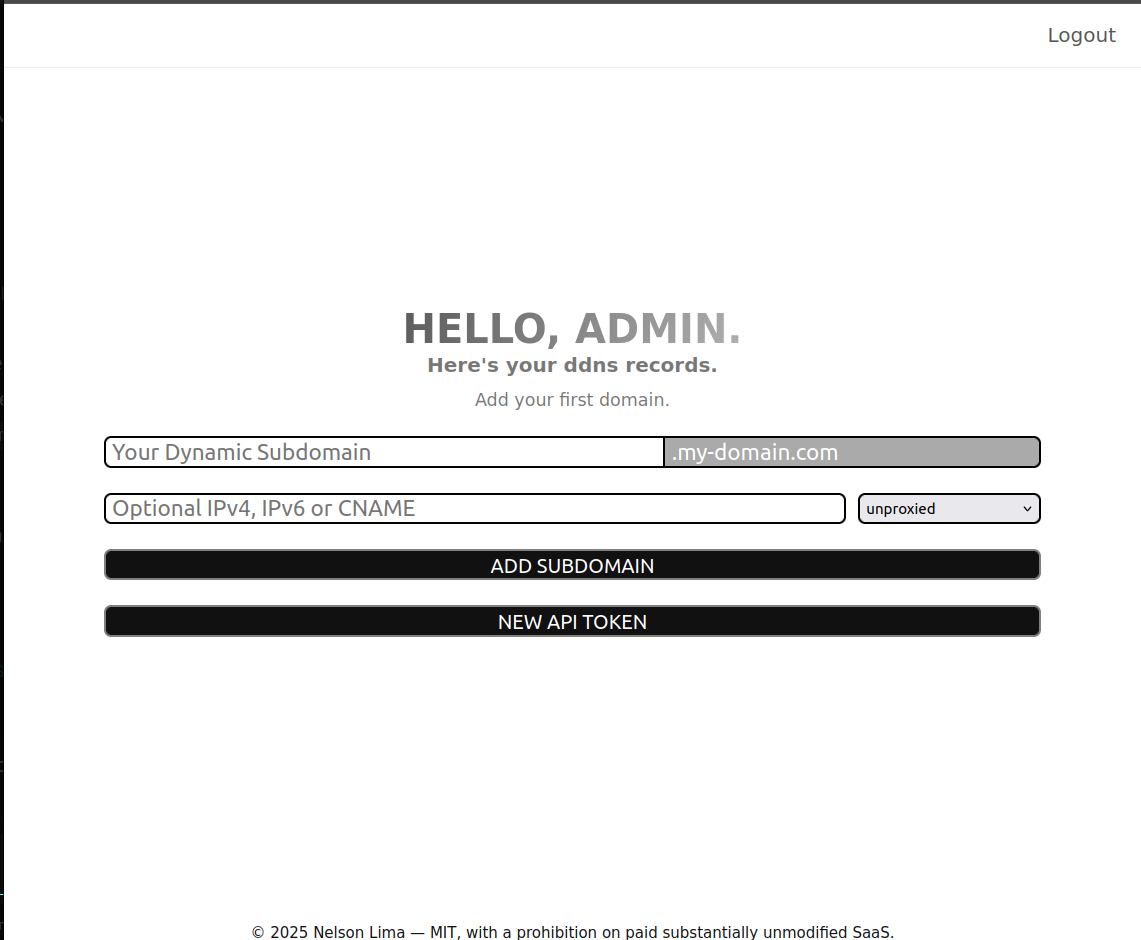 Logout
HELLO, ADMIN.
Here's your ddns records.
Add your first domain.
Your Dynamic Subdomain .my-domain.com
Optional IPv4, IPv6 or CNAME unproxied
ADD SUBDOMAIN
NEW API TOKEN
© 2025 Nelson Lima — MIT, with a prohibition on paid substantially unmodified SaaS.